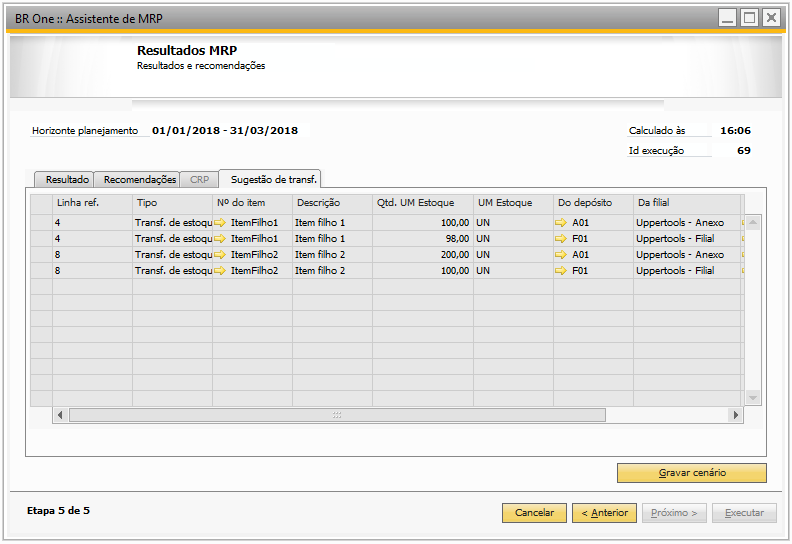 BR One :: Assistente de MRP
Resultados MRP
Resultados e recomendações
Horizonte planejamento 01/01/2018 - 31/03/2018
Calculado às 16:06
Id execução 69
Resultado Recomendações CRP Sugestão de transf.
Linha ref. Tipo Nº do item Descrição Qtd. UM Estoque UM Estoque Do depósito Da filial
4 Transf. de estoqu ItemFilho1 Item filho 1 100,00 UN A01 Uppertools - Anexo
4 Transf. de estoqu ItemFilho1 Item filho 1 98,00 UN F01 Uppertools - Filial
8 Transf. de estoqu ItemFilho2 Item filho 2 200,00 UN A01 Uppertools - Anexo
8 Transf. de estoqu ItemFilho2 Item filho 2 100,00 UN F01 Uppertools - Filial
Gravar cenário
Etapa 5 de 5 Cancelar < Anterior Próximo > Executar